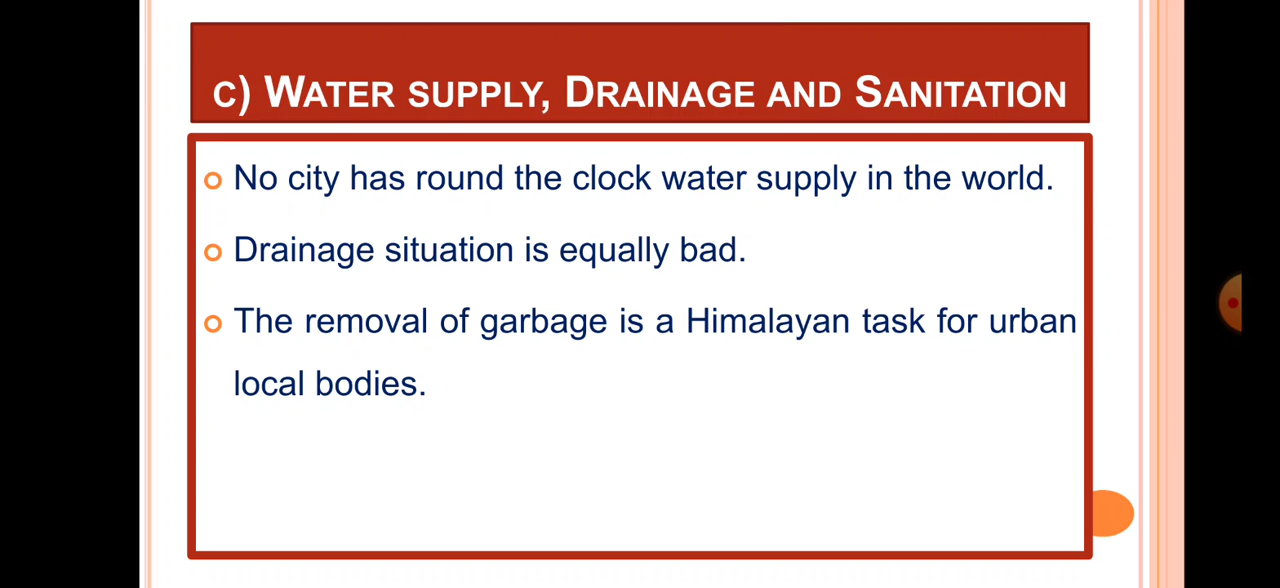 c) Water supply, Drainage and Sanitation
No city has round the clock water supply in the world.
Drainage situation is equally bad.
The removal of garbage is a Himalayan task for urban
local bodies.